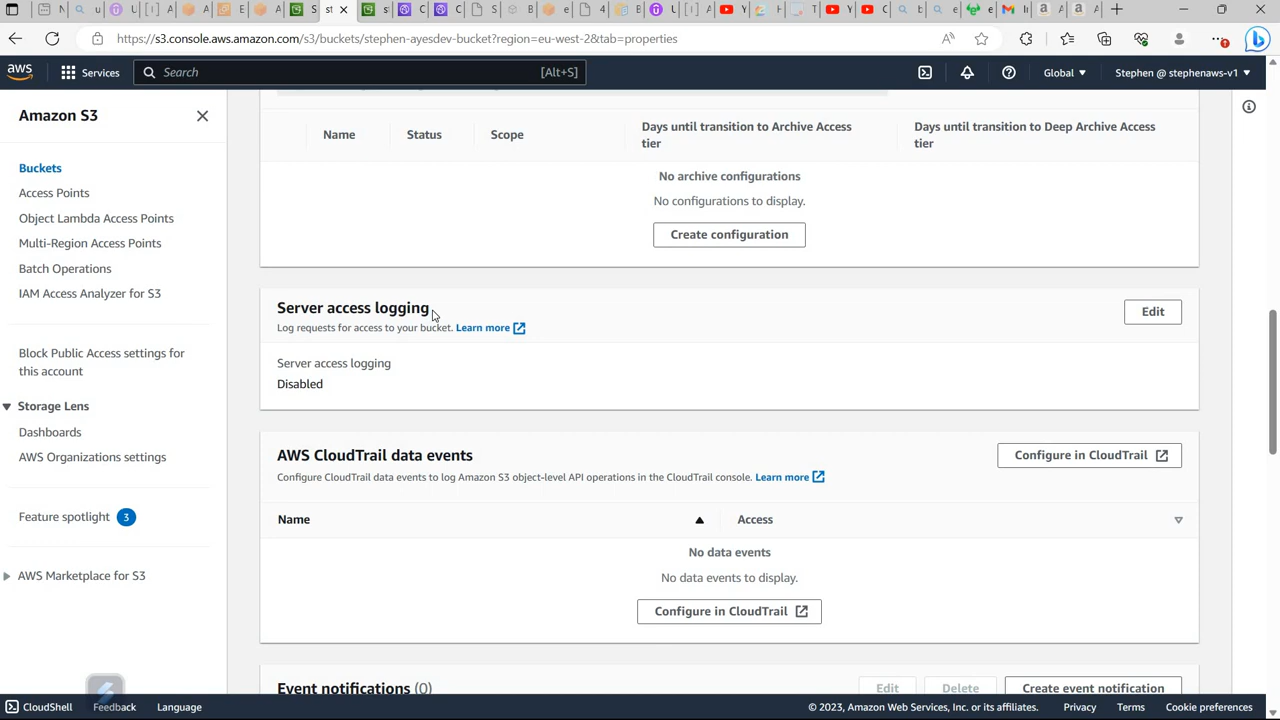 https://s3.console.aws.amazon.com/s3/buckets/stephen-ayesdev-bucket?region=eu-west-2&tab=properties
aws
Services
Search
[Alt+S]
Global
Stephen @ stephenaws-v1
Amazon S3
Buckets
Access Points
Object Lambda Access Points
Multi-Region Access Points
Batch Operations
IAM Access Analyzer for S3
Block Public Access settings for
this account
Storage Lens
Dashboards
AWS Organizations settings
Feature spotlight 3
AWS Marketplace for S3
Name
Status
Scope
Days until transition to Archive Access
tier
Days until transition to Deep Archive Access
tier
No archive configurations
No configurations to display.
Create configuration
Server access logging
Log requests for access to your bucket. Learn more
Edit
Server access logging
Disabled
AWS CloudTrail data events
Configure CloudTrail data events to log Amazon S3 object-level API operations in the CloudTrail console. Learn more
Configure in CloudTrail
Name
Access
No data events
No data events to display.
Configure in CloudTrail
Event notifications (0)
Edit
Delete
Create event notification
CloudShell
Feedback
Language
© 2023, Amazon Web Services, Inc. or its affiliates.
Privacy
Terms
Cookie preferences